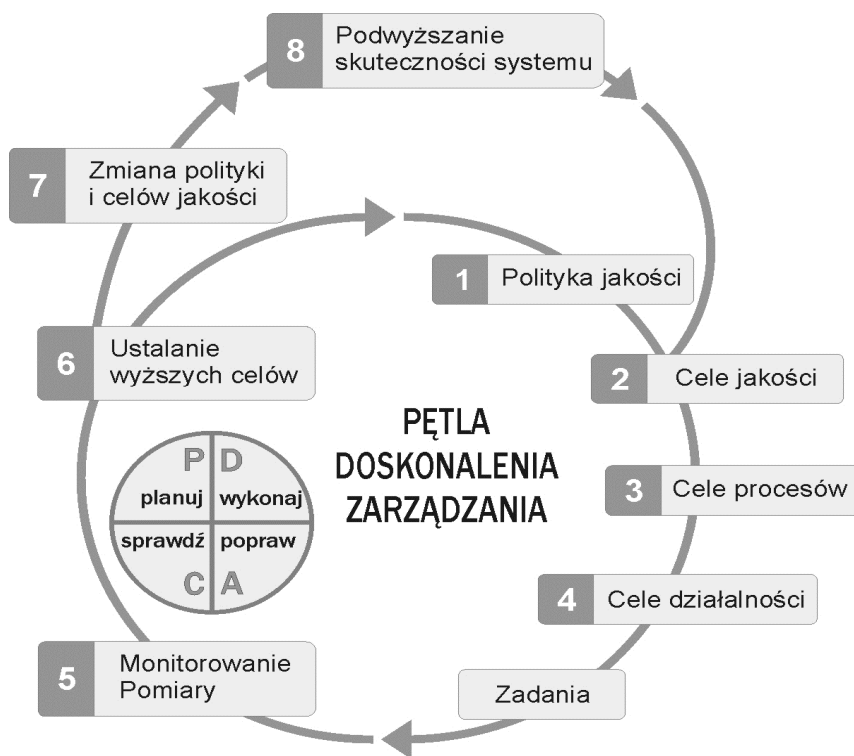 8
Podwyższanie
skuteczności systemu
7
Zmiana polityki
i celów jakości
1
Polityka jakości
6
Ustalanie
wyższych celów
2
Cele jakości
PĘTLA
DOSKONALENIA
ZARZĄDZANIA
P D
planuj wykonaj
sprawdź popraw
C A
3
Cele procesów
4
Cele działalności
5
Monitorowanie
Pomiary
Zadania